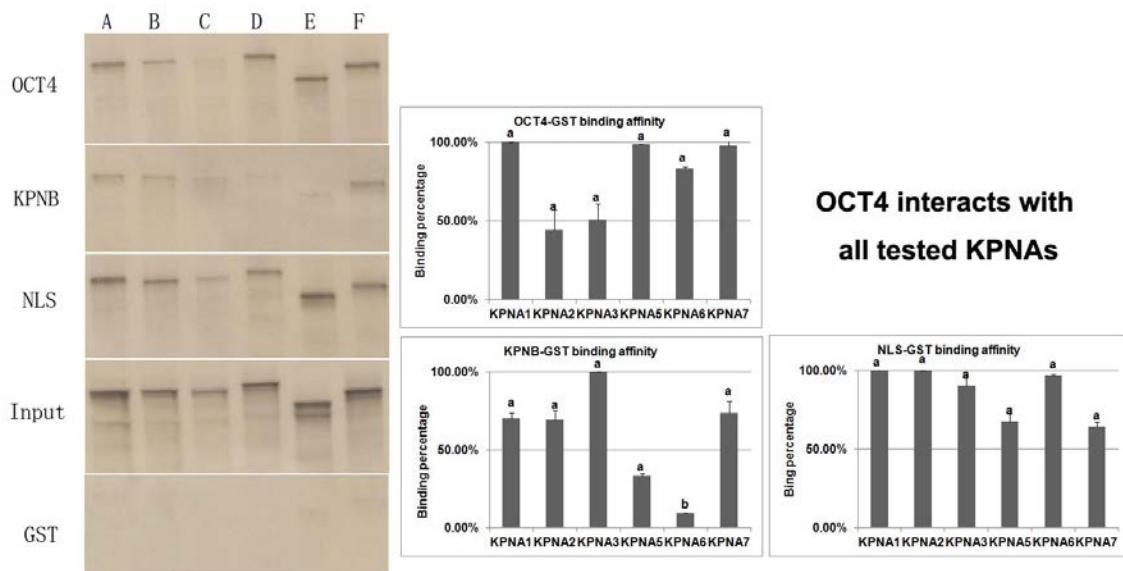 A B C D E F
OCT4
KPNB
NLS
Input
GST
OCT4-GST binding affinity
Binding percentage
100.00%
50.00%
0.00%
a a a a a a
KPNA1 KPNA2 KPNA3 KPNA5 KPNA6 KPNA7
OCT4 interacts with
all tested KPNAs
KPNB-GST binding affinity
Binding percentage
100.00%
50.00%
0.00%
a a a a b a
KPNA1 KPNA2 KPNA3 KPNA5 KPNA6 KPNA7
NLS-GST binding affinity
Bing percentage
100.00%
50.00%
0.00%
a a a a a a
KPNA1 KPNA2 KPNA3 KPNA5 KPNA6 KPNA7